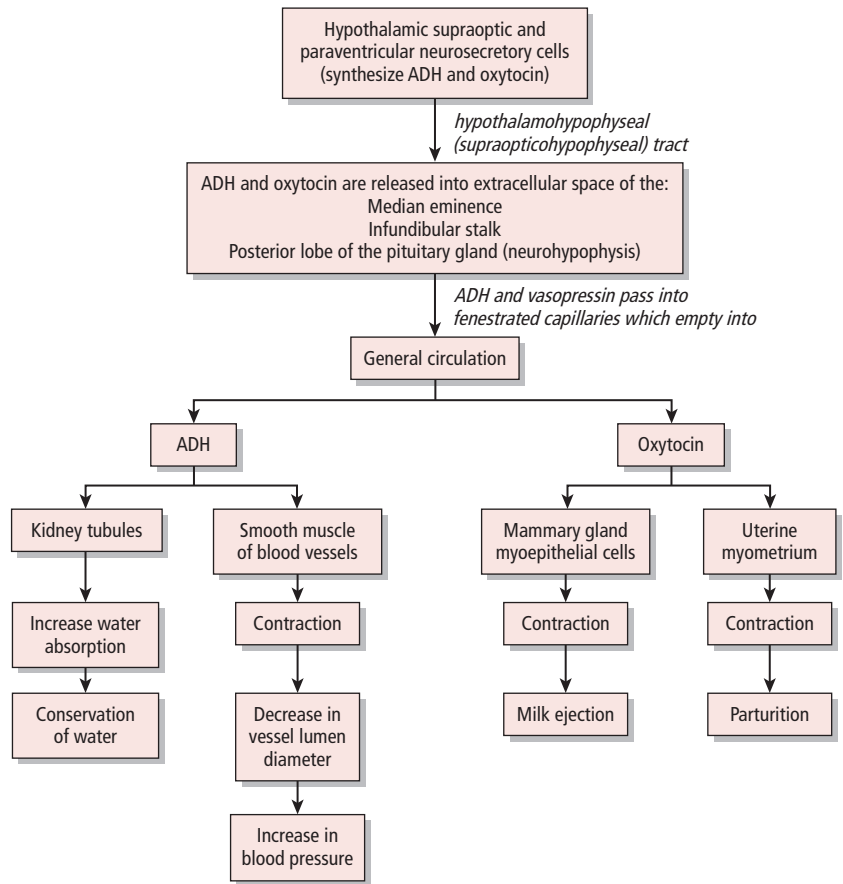 Hypothalamic supraoptic and
paraventricular neurosecretory cells
(synthesize ADH and oxytocin)
hypothalamohypophyseal
(supraopticohypophyseal) tract
ADH and oxytocin are released into extracellular space of the:
Median eminence
Infundibular stalk
Posterior lobe of the pituitary gland (neurohypophysis)
ADH and vasopressin pass into
fenestrated capillaries which empty into
General circulation
ADH
Oxytocin
Kidney tubules
Smooth muscle
of blood vessels
Mammary gland
myoepithelial cells
Uterine
myometrium
Increase water
absorption
Contraction
Contraction
Contraction
Conservation
of water
Decrease in
vessel lumen
diameter
Milk ejection
Parturition
Increase in
blood pressure